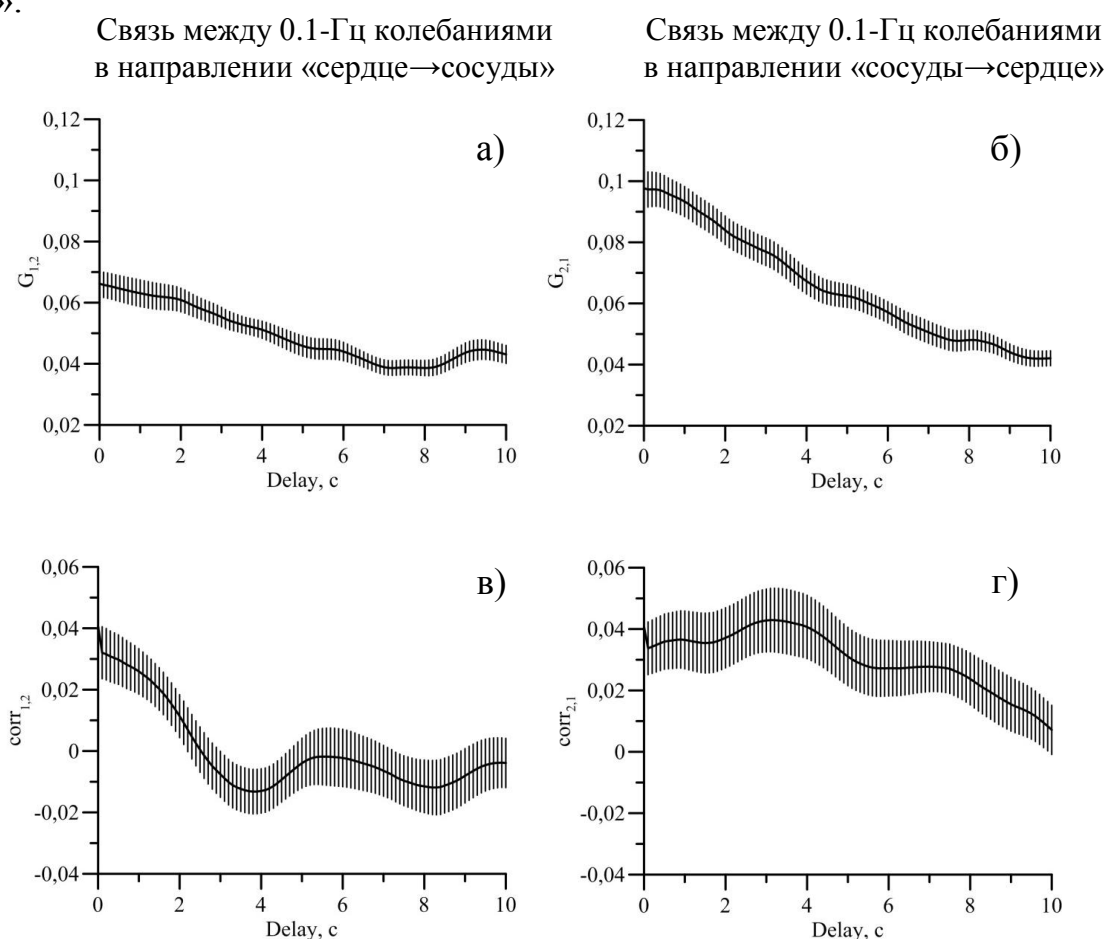 ».
Связь между 0.1-Гц колебаниями
в направлении «сердце→сосуды»
Связь между 0.1-Гц колебаниями
в направлении «сосуды→сердце»
а)
0,12
0,1
0,08
0,06
0,04
0,02
G1,2
0 2 4 6 8 10
Delay, с
б)
0,12
0,1
0,08
0,06
0,04
0,02
G2,1
0 2 4 6 8 10
Delay, с
в)
0,06
0,04
0,02
0
-0,02
-0,04
corr1,2
0 2 4 6 8 10
Delay, с
г)
0,06
0,04
0,02
0
-0,02
-0,04
corr2,1
0 2 4 6 8 10
Delay, с